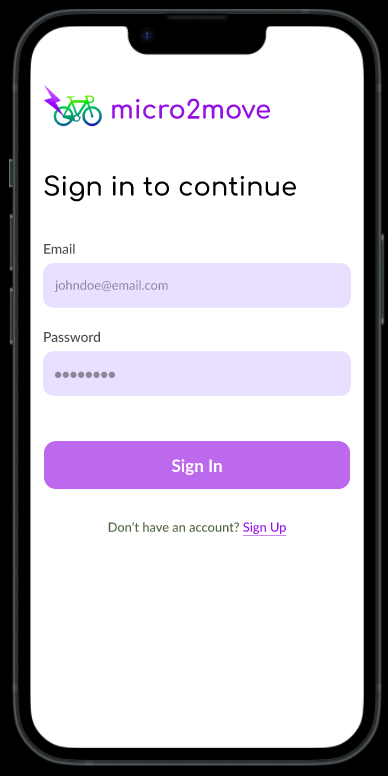 micro2move
Sign in to continue
Email
johndoe@email.com
Password
••••••••
Sign In
Don't have an account? Sign Up